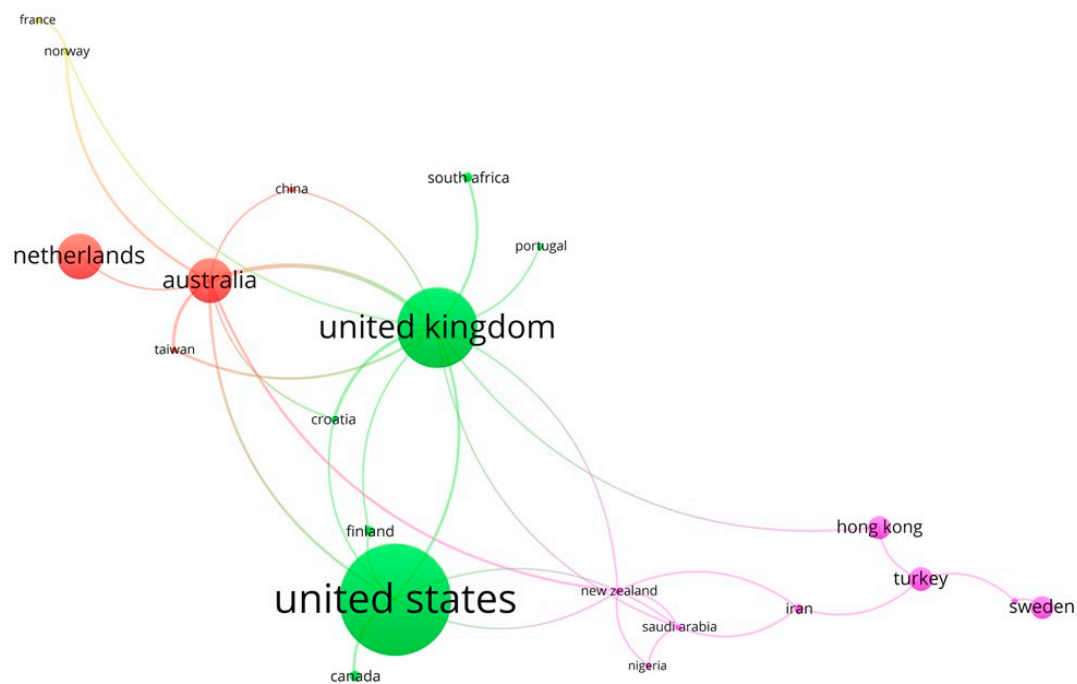 france
norway
china
south africa
portugal
netherlands
australia
united kingdom
taiwan
croatia
finland
hong kong
turkey
united states
new zealand
iran
sweden
saudi arabia
nigeria
canada